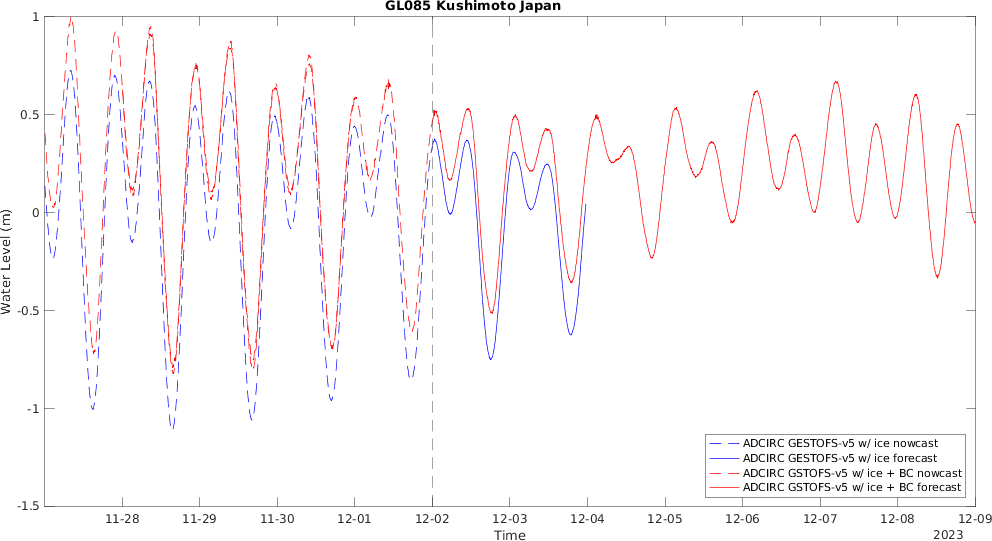 GL085 Kushimoto Japan
Water Level (m)
1
0.5
0
-0.5
-1
-1.5
ADCIRC GESTOFS-v5 w/ ice nowcast
ADCIRC GESTOFS-v5 w/ ice forecast
ADCIRC GSTOFS-v5 w/ ice + BC nowcast
ADCIRC GSTOFS-v5 w/ ice + BC forecast
11-28 11-29 11-30 12-01 12-02 12-03 12-04 12-05 12-06 12-07 12-08 12-09
Time
2023